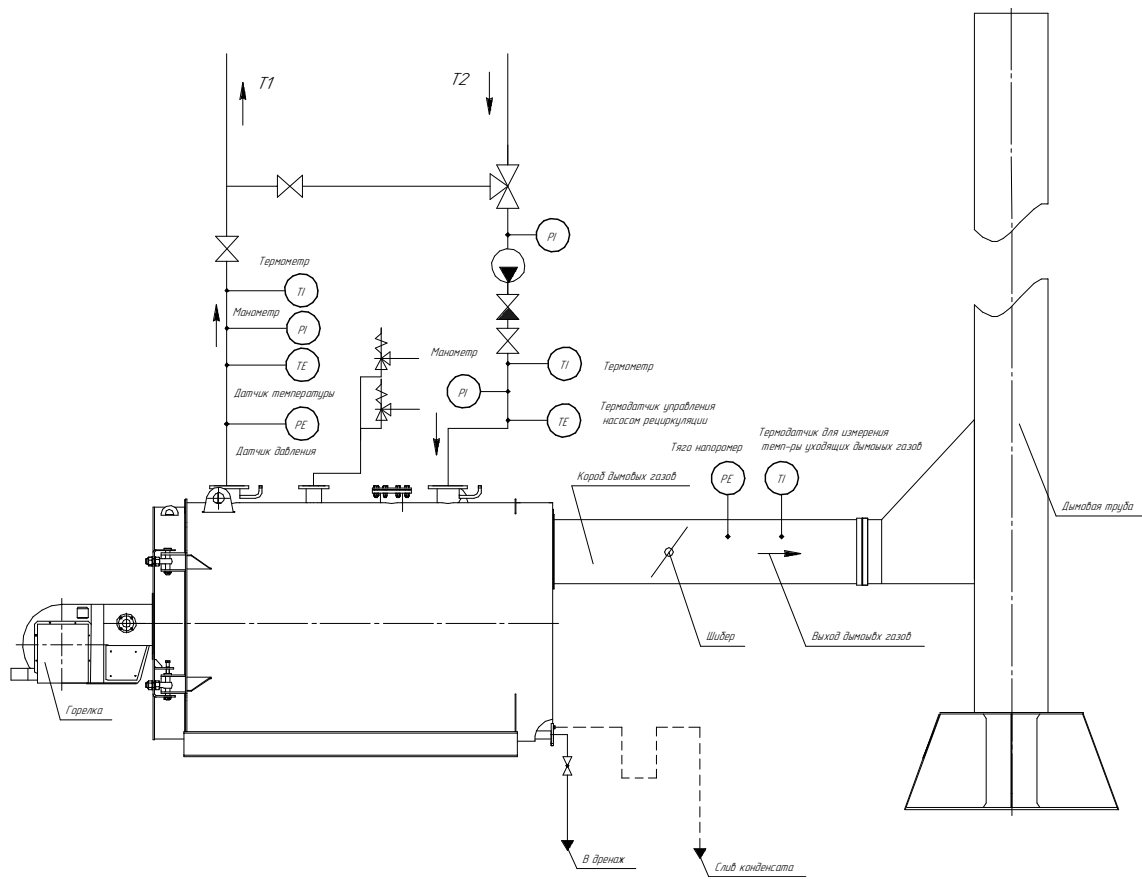 T1
T2
PI
Термометр
TI
Манометр
PI
TE
Датчик температуры
PE
Датчик давления
Манометр
PI
TI
Термометр
TE
Термодатчик управления
насосом рециркуляции
Тяго напоромер
PE
Термодатчик для измерения
темп-ры уходящих дымоыых газов
TI
Короб дымовых газов
Дымовая труба
Шибер
Выход дымоывх газов
Горелка
В дренаж
Слив конденсата